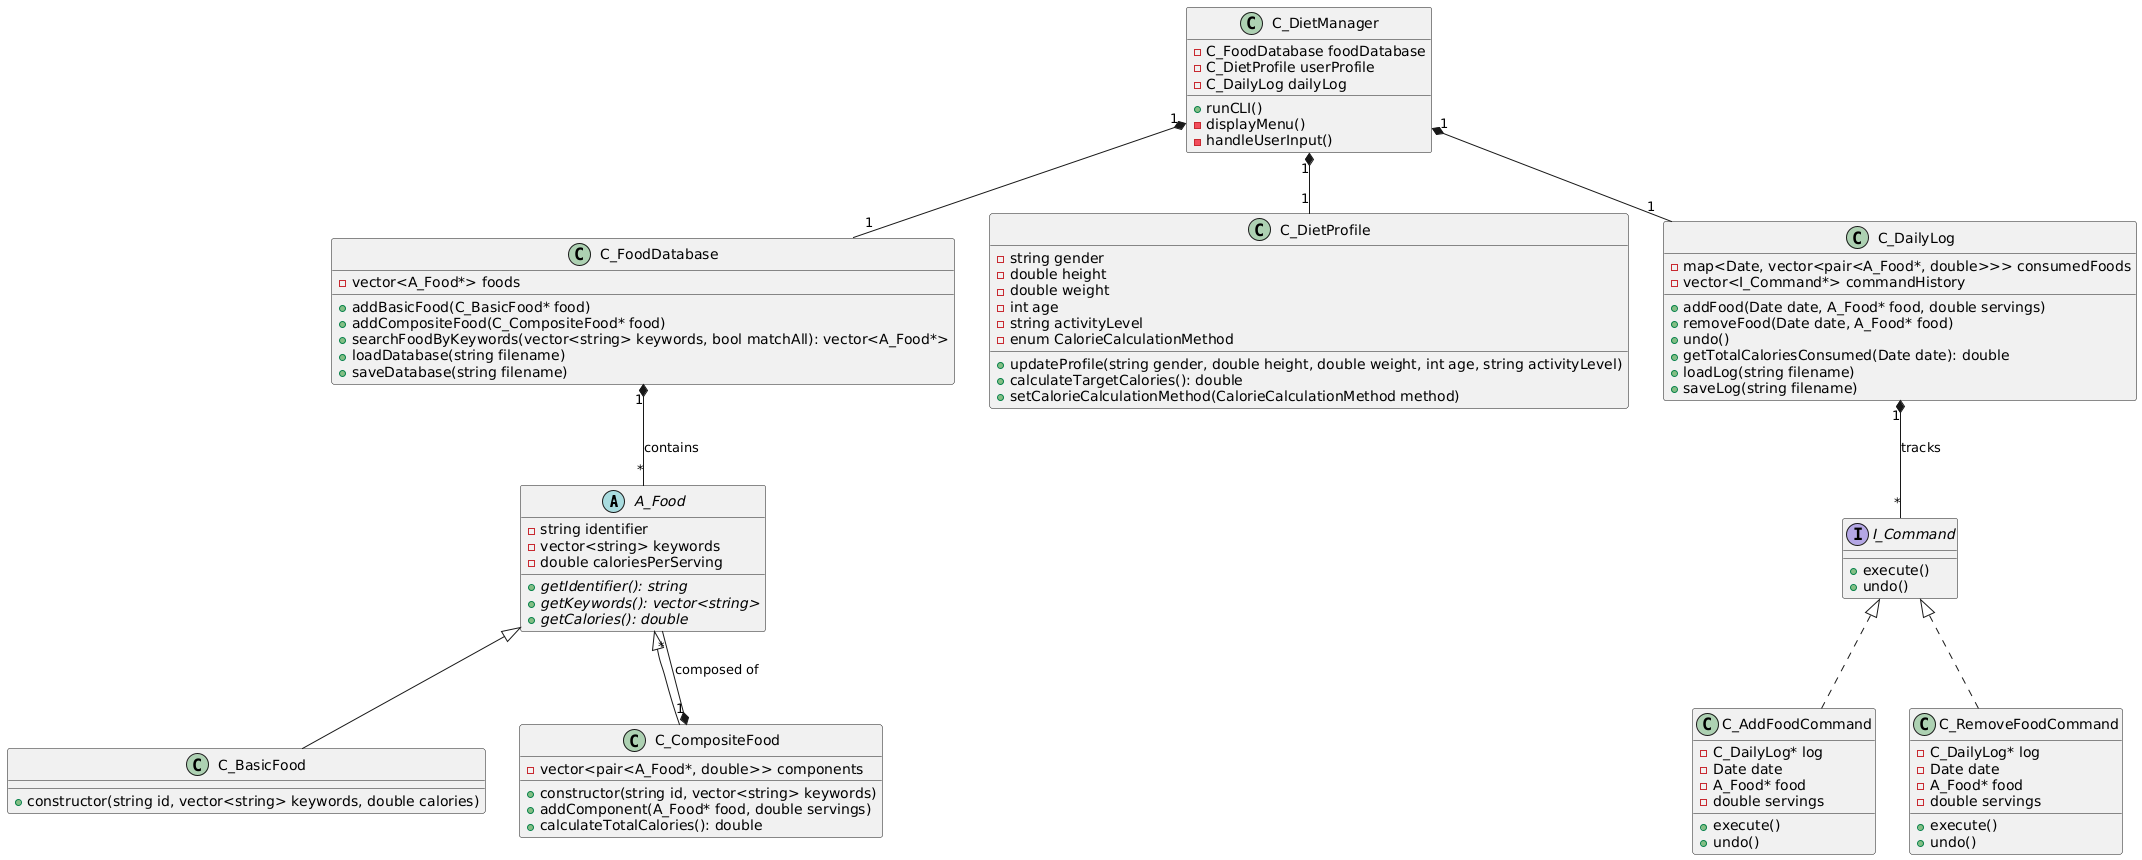 C C_DietManager
C_FoodDatabase foodDatabase
C_DietProfile userProfile
C_DailyLog dailyLog
runCLI()
displayMenu()
handleUserInput()
1
1
1
1
1
1
C C_FoodDatabase
vector<A_Food*> foods
addBasicFood(C_BasicFood* food)
addCompositeFood(C_CompositeFood* food)
searchFoodByKeywords(vector<string> keywords, bool matchAll): vector<A_Food*>
loadDatabase(string filename)
saveDatabase(string filename)
C C_DietProfile
string gender
double height
double weight
int age
string activityLevel
enum CalorieCalculationMethod
updateProfile(string gender, double height, double weight, int age, string activityLevel)
calculateTargetCalories(): double
setCalorieCalculationMethod(CalorieCalculationMethod method)
C C_DailyLog
map<Date, vector<pair<A_Food*, double>>> consumedFoods
vector<I_Command*> commandHistory
addFood(Date date, A_Food* food, double servings)
removeFood(Date date, A_Food* food)
undo()
getTotalCaloriesConsumed(Date date): double
loadLog(string filename)
saveLog(string filename)
1
contains
*
1
tracks
*
A A_Food
string identifier
vector<string> keywords
double caloriesPerServing
getIdentifier(): string
getKeywords(): vector<string>
getCalories(): double
I I_Command
execute()
undo()
*
composed of
1
C C_BasicFood
constructor(string id, vector<string> keywords, double calories)
C C_CompositeFood
vector<pair<A_Food*, double>> components
constructor(string id, vector<string> keywords)
addComponent(A_Food* food, double servings)
calculateTotalCalories(): double
C C_AddFoodCommand
C_DailyLog* log
Date date
A_Food* food
double servings
execute()
undo()
C C_RemoveFoodCommand
C_DailyLog* log
Date date
A_Food* food
double servings
execute()
undo()